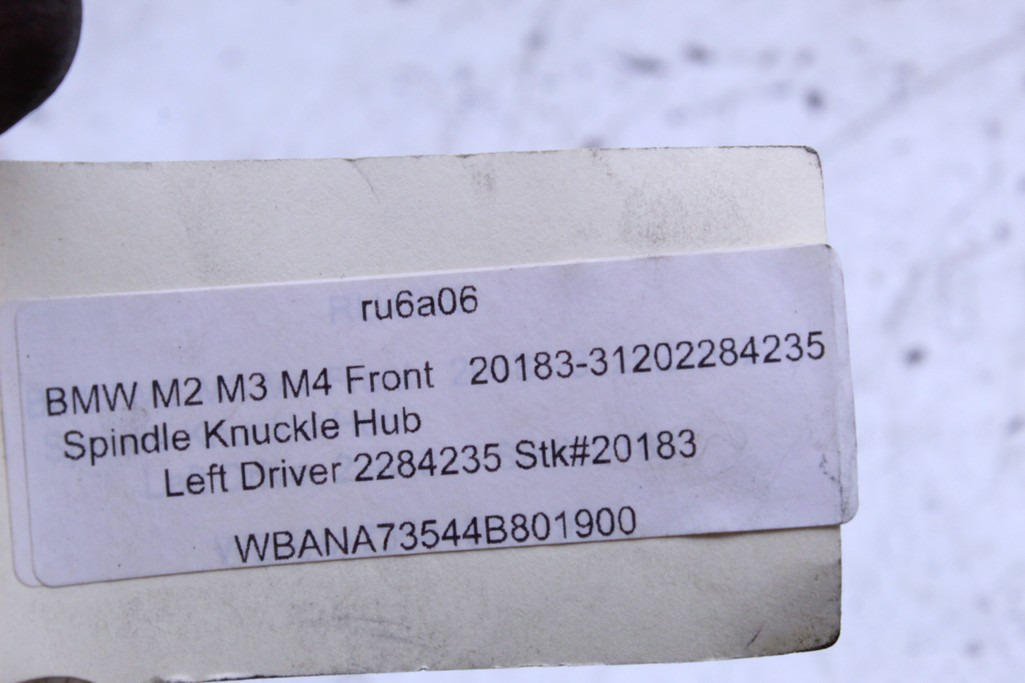 ru6a06
BMW M2 M3 M4 Front 20183-31202284235
Spindle Knuckle Hub
Left Driver 2284235 Stk#20183
WBANA73544B801900